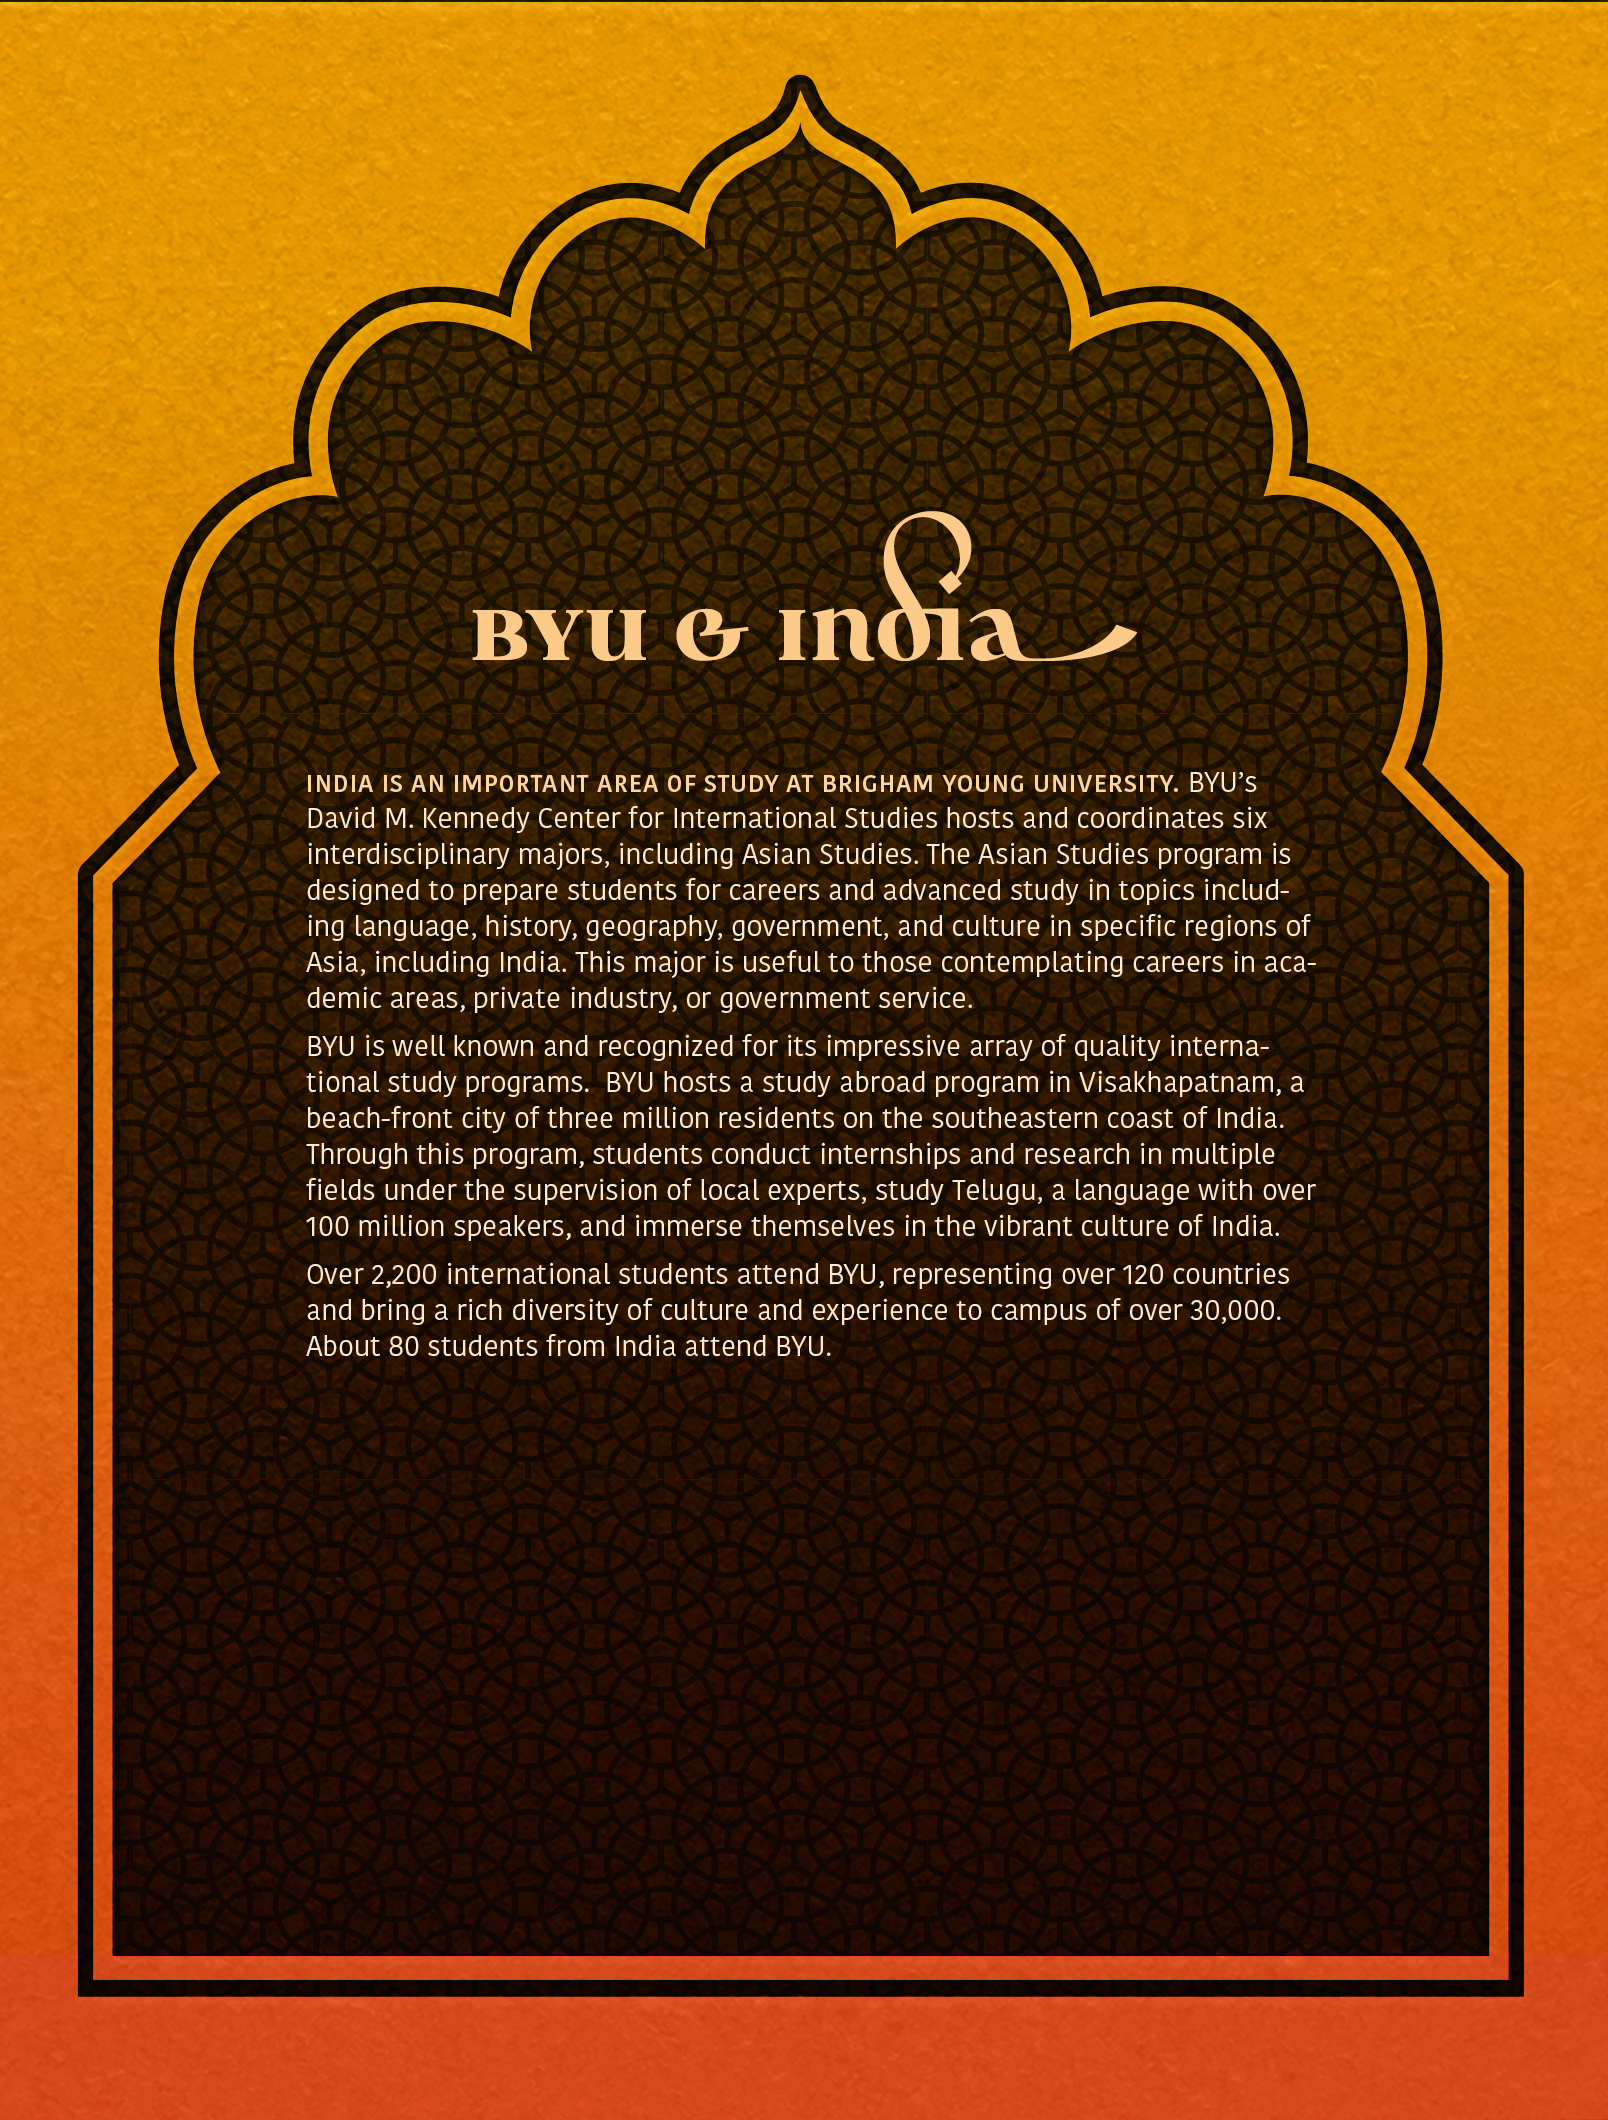 BYU & India
INDIA IS AN IMPORTANT AREA OF STUDY AT BRIGHAM YOUNG UNIVERSITY. BYU’s
David M. Kennedy Center for International Studies hosts and coordinates six
interdisciplinary majors, including Asian Studies. The Asian Studies program is
designed to prepare students for careers and advanced study in topics includ-
ing language, history, geography, government, and culture in specific regions of
Asia, including India. This major is useful to those contemplating careers in aca-
demic areas, private industry, or government service.
BYU is well known and recognized for its impressive array of quality interna-
tional study programs.  BYU hosts a study abroad program in Visakhapatnam, a
beach-front city of three million residents on the southeastern coast of India.
Through this program, students conduct internships and research in multiple
fields under the supervision of local experts, study Telugu, a language with over
100 million speakers, and immerse themselves in the vibrant culture of India.
Over 2,200 international students attend BYU, representing over 120 countries
and bring a rich diversity of culture and experience to campus of over 30,000.
About 80 students from India attend BYU.